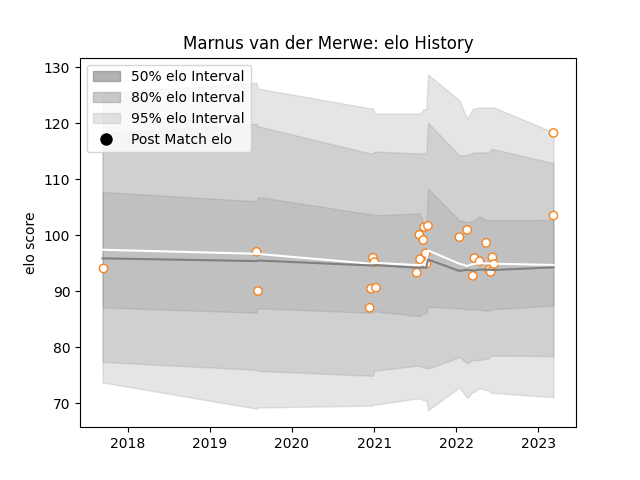 Marnus van der Merwe: elo History
50% elo Interval
80% elo Interval
95% elo Interval
Post Match elo
elo score
130
120
110
100
90
80
70
2018 2019 2020 2021 2022 2023